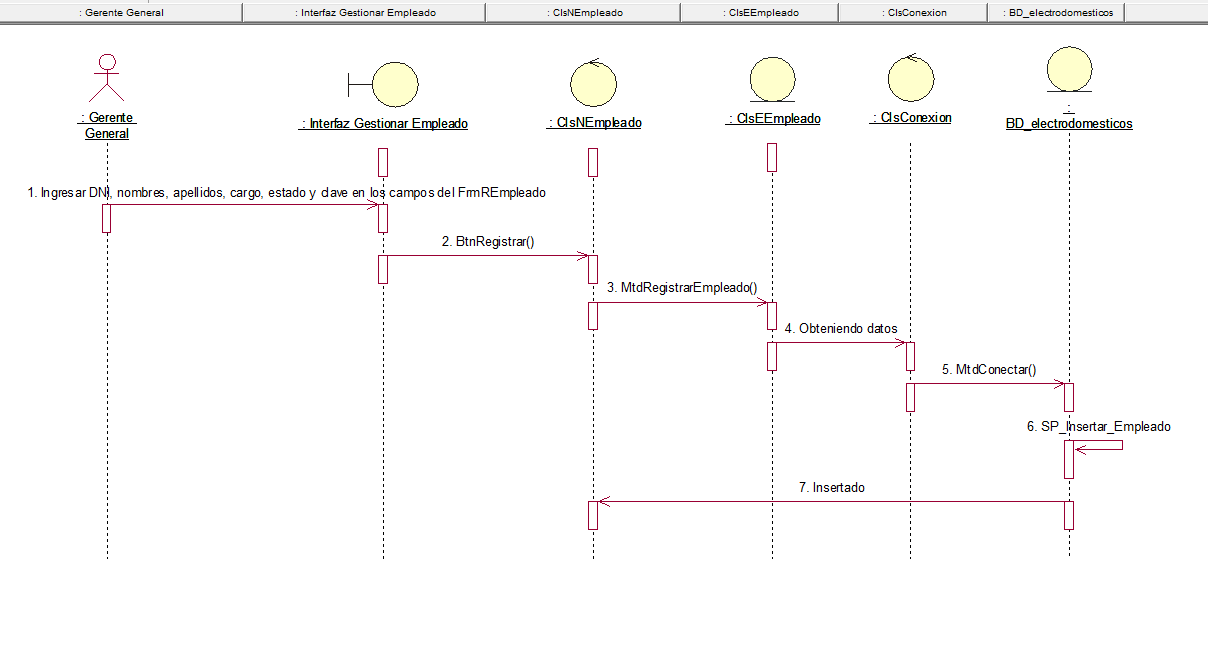 : Gerente General
: Interfaz Gestionar Empleado
: ClsNEmpleado
: ClsEEmpleado
: ClsConexion
: BD_electrodomesticos
: Gerente
General
: Interfaz Gestionar Empleado
: ClsNEmpleado
: ClsEEmpleado
: ClsConexion
:
BD_electrodomesticos
1. Ingresar DNI, nombres, apellidos, cargo, estado y clave en los campos del FrmREmpleado
2. BtnRegistrar()
3. MtdRegistrarEmpleado()
4. Obteniendo datos
5. MtdConectar()
6. SP_Insertar_Empleado
7. Insertado